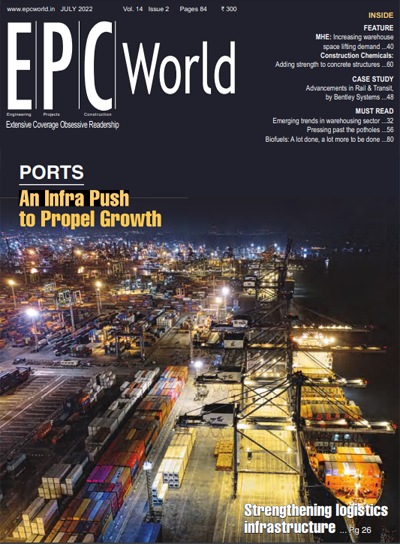 www.epcworld.in JULY 2022 Vol. 14 Issue 2 Pages 84 ₹ 300
EPC World
Engineering Projects Construction
Extensive Coverage Obsessive Readership
INSIDE
FEATURE
MHE: Increasing warehouse
space lifting demand ...40
Construction Chemicals:
Adding strength to concrete structures ...60
CASE STUDY
Advancements in Rail & Transit,
by Bentley Systems ...48
MUST READ
Emerging trends in warehousing sector ...32
Pressing past the potholes ...56
Biofuels: A lot done, a lot more to be done ...80
PORTS
An Infra Push
to Propel Growth
Strengthening logistics
infrastructure ... Pg 26